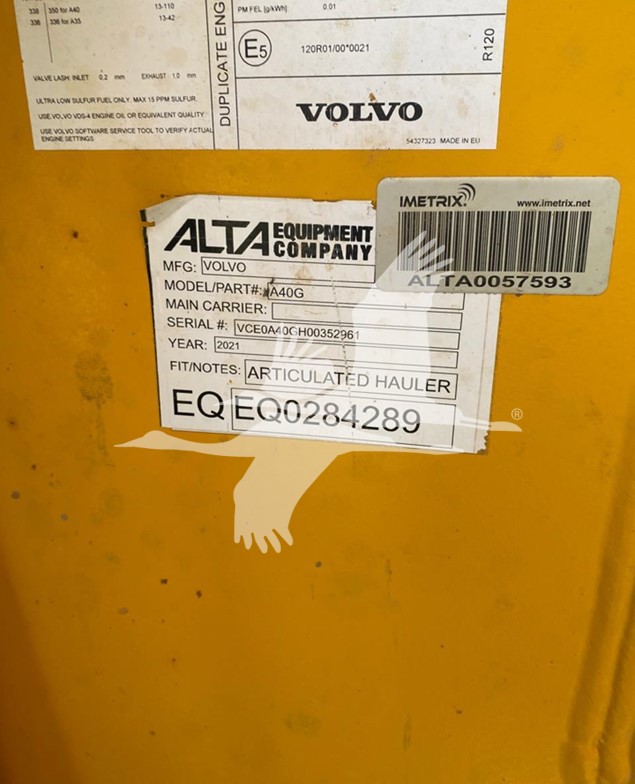 338 350 for A40 13-110
336 336 for A35 13-42
VALVE LASH: INLET 0.2 mm EXHAUST 1.0 mm
ULTRA LOW SULFUR FUEL ONLY. MAX 15 PPM SULFUR.
USE VOLVO VDS-4 ENGINE OIL OR EQUIVALENT QUALITY
USE VOLVO SOFTWARE SERVICE TOOL TO VERIFY ACTUAL
ENGINE SETTINGS
DUPLICATE ENG
PM FEL [g/kWh] 0.01
E5 120R01/00*0021
R120
VOLVO
54327323 MADE IN EU
IMETRIX. www.imetrix.net
ALTA0057593
ALTA EQUIPMENT
COMPANY
MFG: VOLVO
MODEL/PART#: A40G
MAIN CARRIER:
SERIAL #: VCE0A40GH00352961
YEAR: 2021
FIT/NOTES: ARTICULATED HAULER
EQ EQ0284289
®